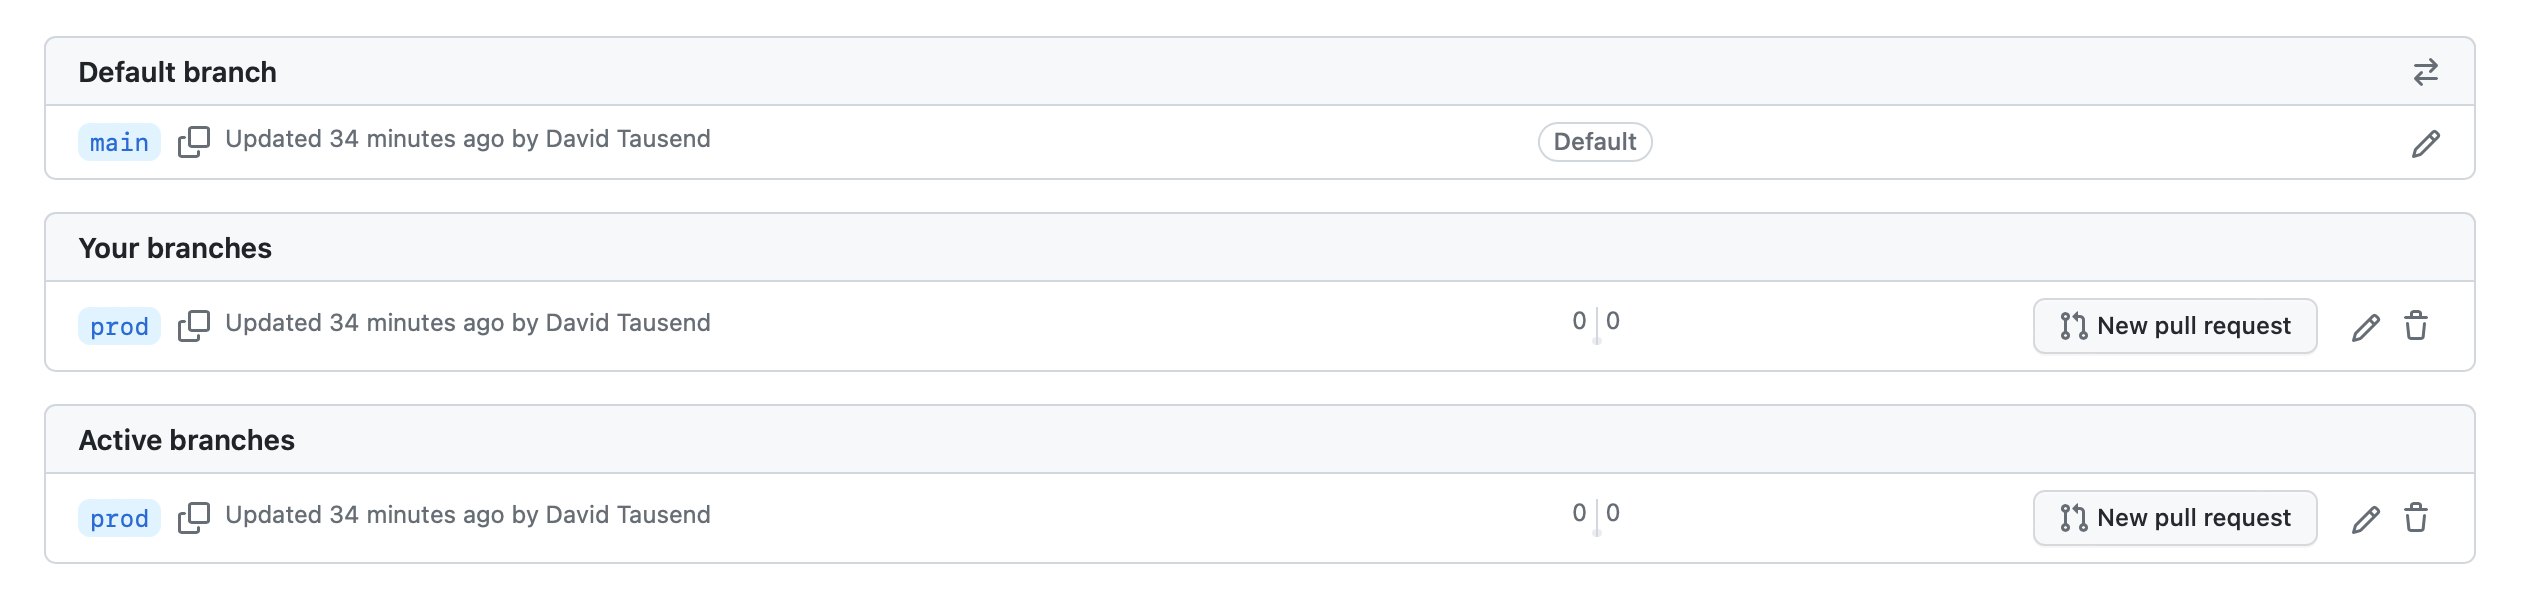 Default branch
main Updated 34 minutes ago by David Tausend Default
Your branches
prod Updated 34 minutes ago by David Tausend 0 0 New pull request
Active branches
prod Updated 34 minutes ago by David Tausend 0 0 New pull request